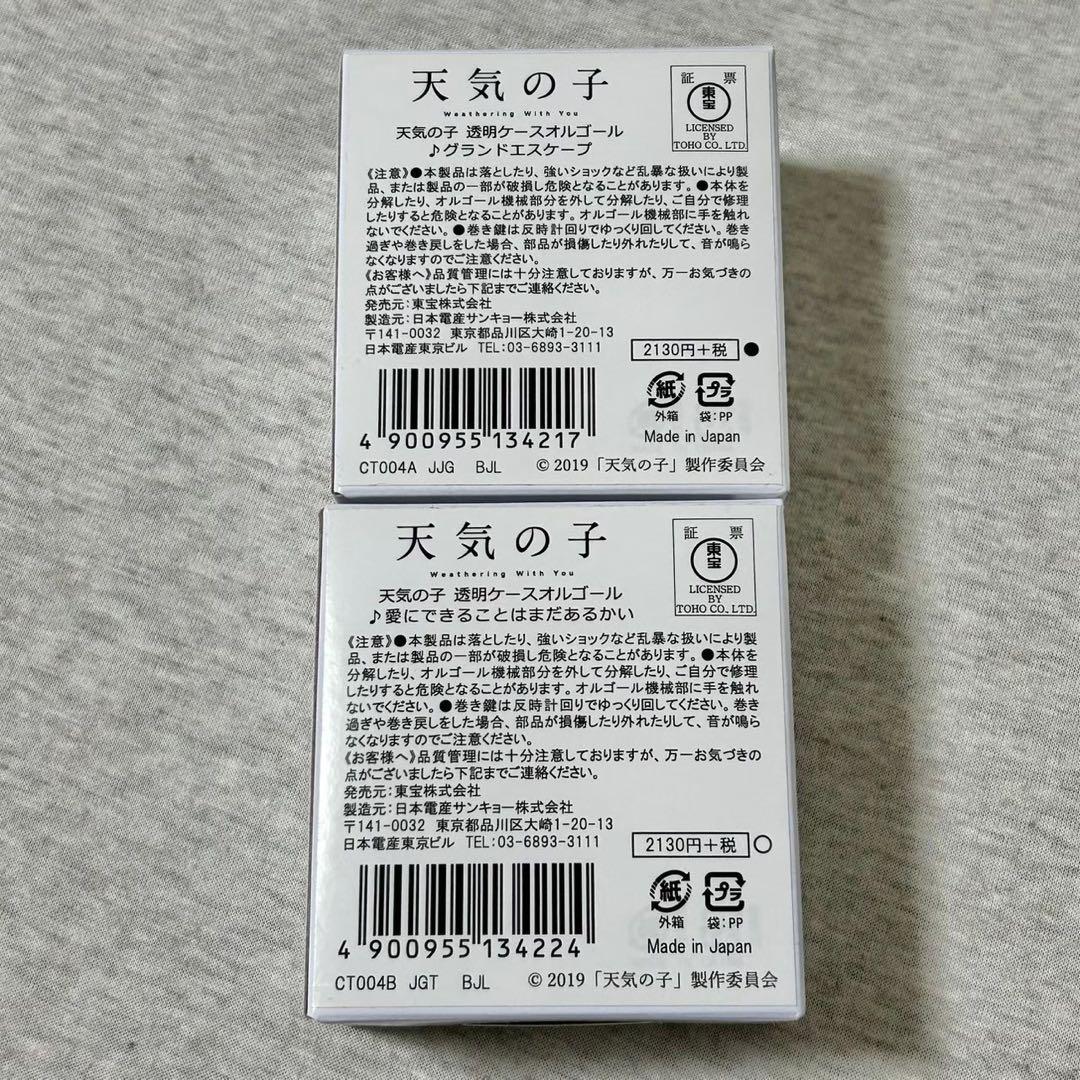 天気の子
Weathering With You
天気の子 透明ケースオルゴール
♪グランドエスケープ
証 票
東宝
LICENSED
BY
TOHO CO., LTD.
《注意》●本製品は落としたり、強いショックなど乱暴な扱いにより製
品、または製品の一部が破損し危険となることがあります。●本体を
分解したり、オルゴール機械部分を外して分解したり、ご自分で修理
したりすると危険となることがあります。オルゴール機械部に手を触れ
ないでください。●巻き鍵は反時計回りでゆっくり回してください。巻き
過ぎや巻き戻しをした場合、部品が損傷したり外れたりして、音が鳴ら
なくなりますのでご注意ください。
《お客様へ》品質管理には十分注意しておりますが、万一お気づきの
点がございましたら下記までご連絡ください。
発売元:東宝株式会社
製造元:日本電産サンキョー株式会社
〒141-0032 東京都品川区大崎1-20-13
日本電産東京ビル TEL:03-6893-3111
2130円+税 ●
紙 プラ
外箱 袋:PP
Made in Japan
4 900955 134217
CT004A JJG BJL © 2019「天気の子」製作委員会
天気の子
Weathering With You
天気の子 透明ケースオルゴール
♪愛にできることはまだあるかい
証 票
東宝
LICENSED
BY
TOHO CO., LTD.
《注意》●本製品は落としたり、強いショックなど乱暴な扱いにより製
品、または製品の一部が破損し危険となることがあります。●本体を
分解したり、オルゴール機械部分を外して分解したり、ご自分で修理
したりすると危険となることがあります。オルゴール機械部に手を触れ
ないでください。●巻き鍵は反時計回りでゆっくり回してください。巻き
過ぎや巻き戻しをした場合、部品が損傷したり外れたりして、音が鳴ら
なくなりますのでご注意ください。
《お客様へ》品質管理には十分注意しておりますが、万一お気づきの
点がございましたら下記までご連絡ください。
発売元:東宝株式会社
製造元:日本電産サンキョー株式会社
〒141-0032 東京都品川区大崎1-20-13
日本電産東京ビル TEL:03-6893-3111
2130円+税 ○
紙 プラ
外箱 袋:PP
Made in Japan
4 900955 134224
CT004B JGT BJL © 2019「天気の子」製作委員会